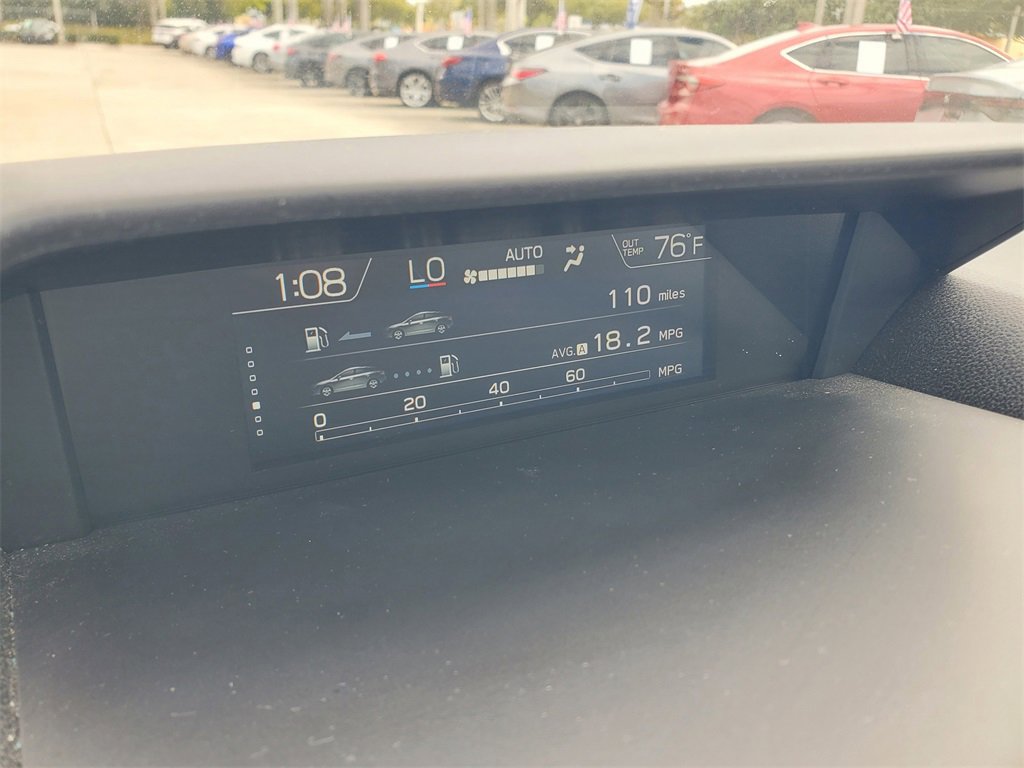 1:08
LO
AUTO
OUT TEMP 76°F
110 miles
AVG. A 18.2 MPG
0 20 40 60 MPG